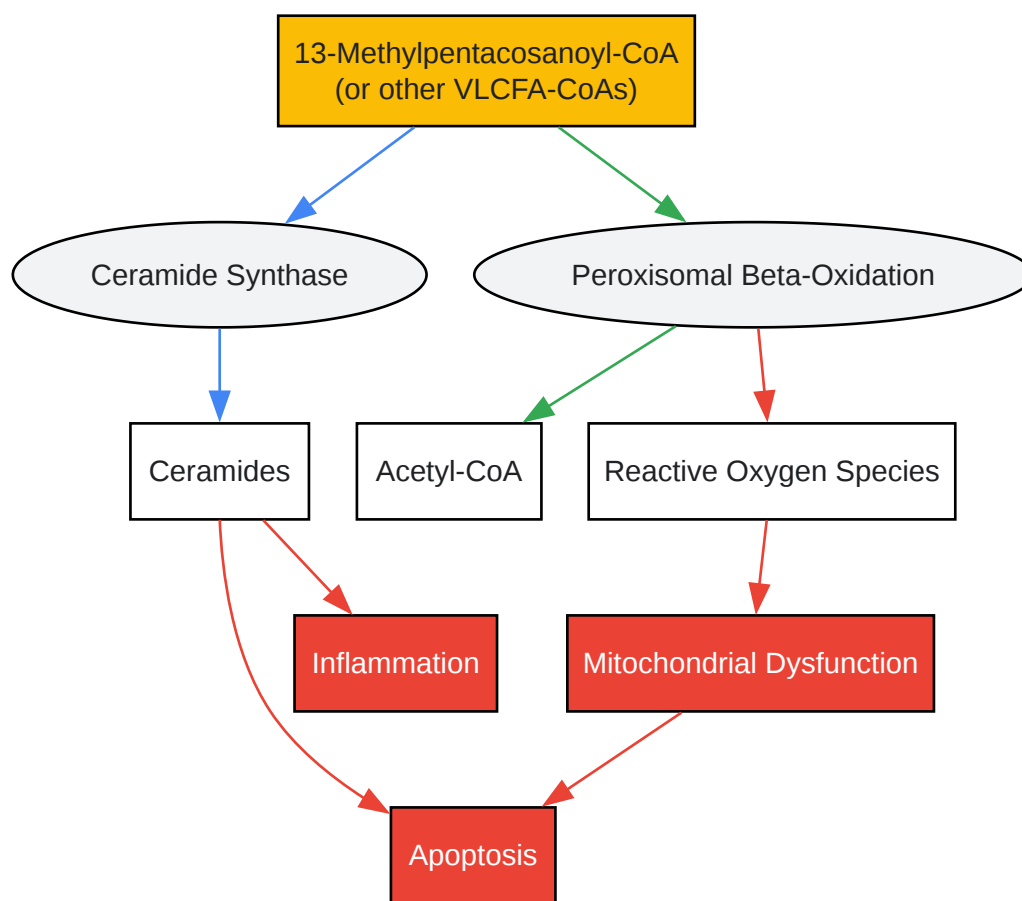 13-Methylpentacosanoyl-CoA
(or other VLCFA-CoAs)
Ceramide Synthase
Peroxisomal Beta-Oxidation
Ceramides
Acetyl-CoA
Reactive Oxygen Species
Inflammation
Mitochondrial Dysfunction
Apoptosis